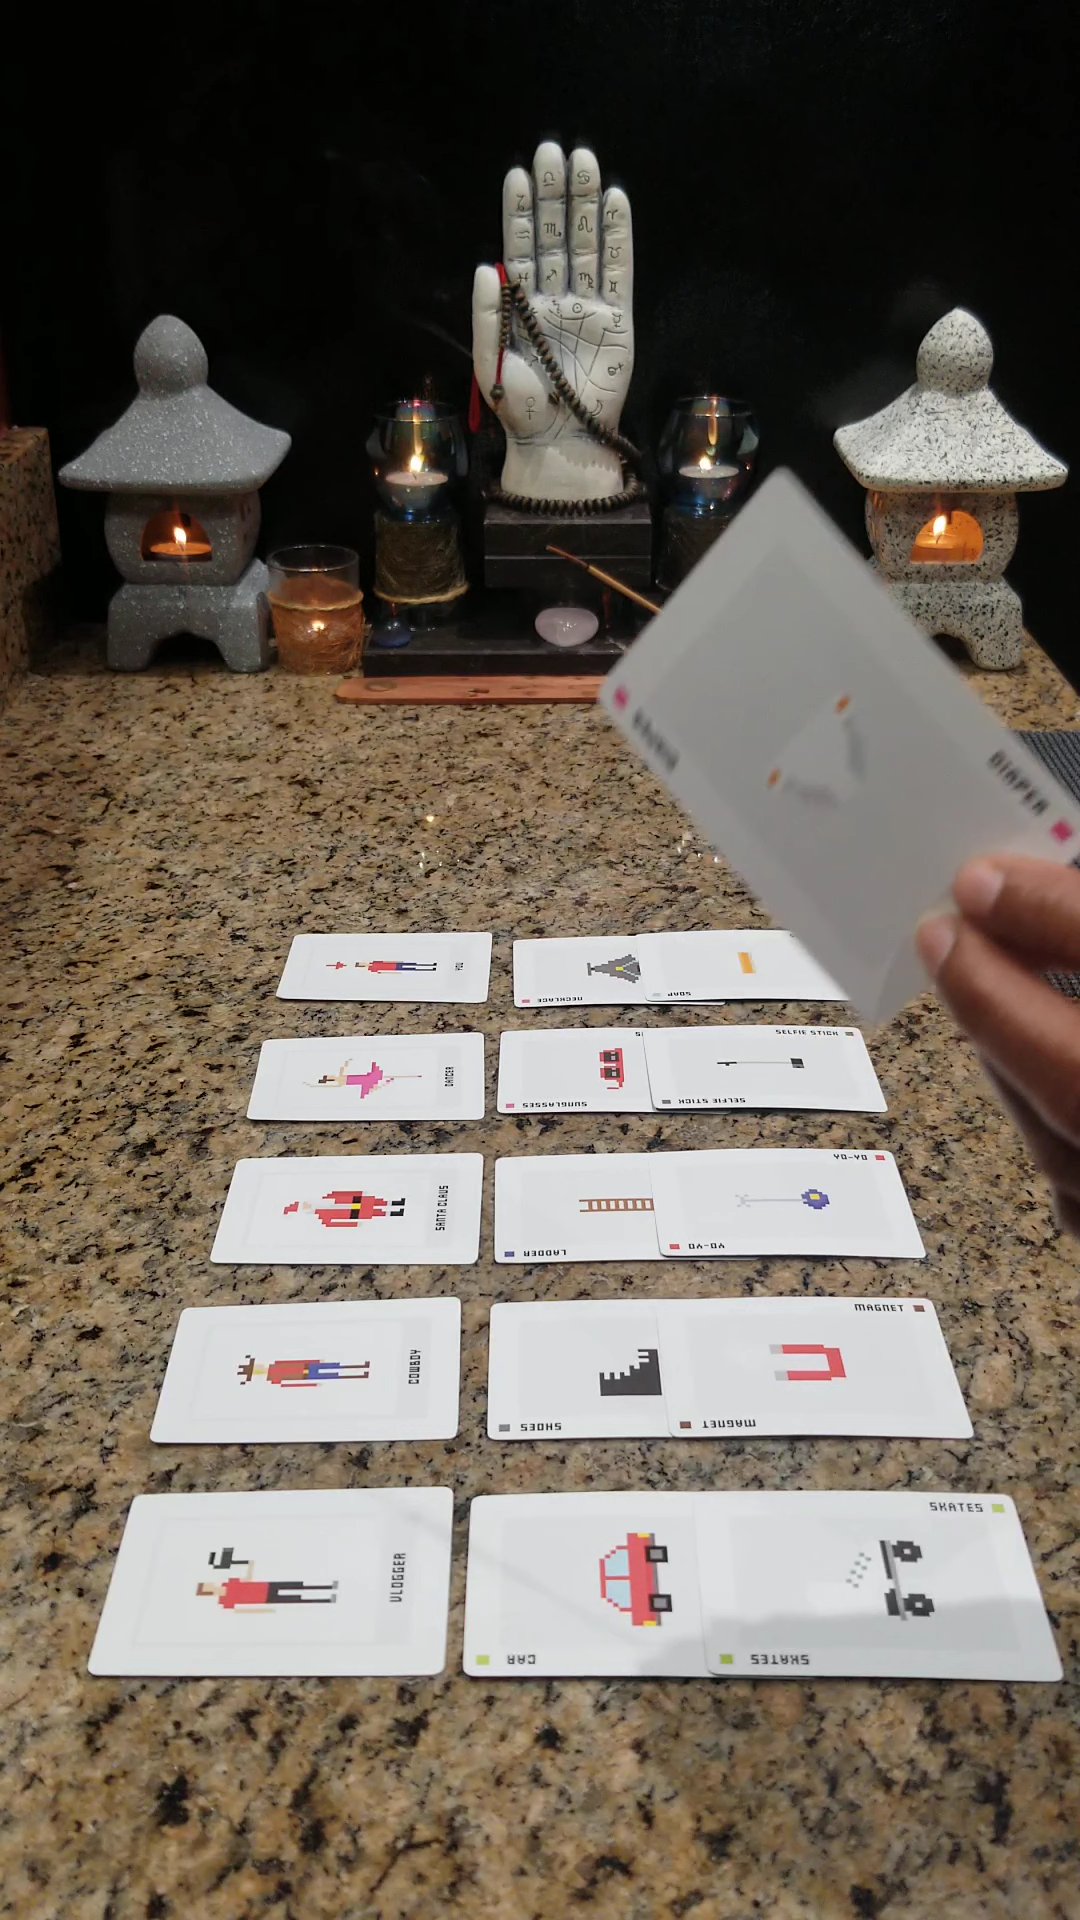 DIAPER
DIAPER
YOU
NECKLACE
SOAP
DANCER
SUNGLASSES
SELFIE STICK
SELFIE STICK
SANTA CLAUS
LADDER
YO-YO
YO-YO
COWBOY
SHOES
MAGNET
MAGNET
VLOGGER
CAR
SKATES
SKATES